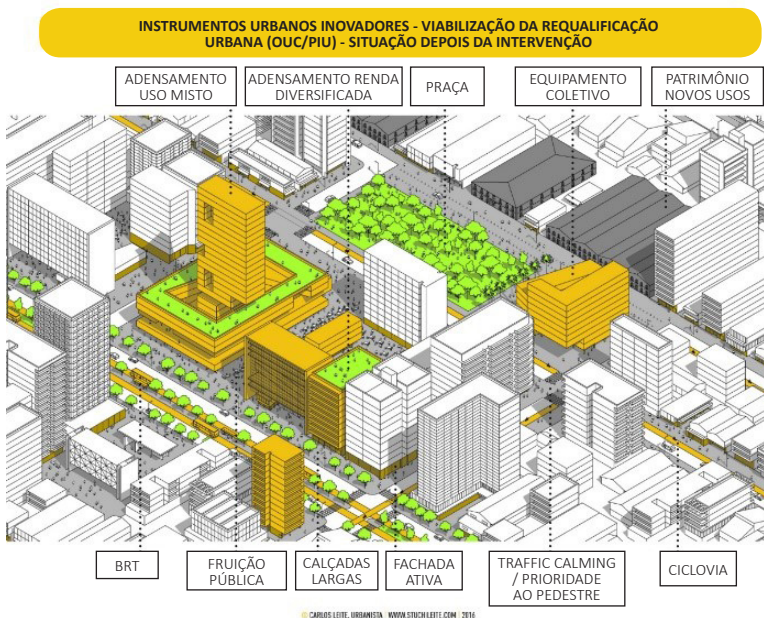 INSTRUMENTOS URBANOS INOVADORES - VIABILIZAÇÃO DA REQUALIFICAÇÃO
URBANA (OUC/PIU) - SITUAÇÃO DEPOIS DA INTERVENÇÃO
ADENSAMENTO
USO MISTO
ADENSAMENTO RENDA
DIVERSIFICADA
PRAÇA
EQUIPAMENTO
COLETIVO
PATRIMÔNIO
NOVOS USOS
BRT
FRUIÇÃO
PÚBLICA
CALÇADAS
LARGAS
FACHADA
ATIVA
TRAFFIC CALMING
/ PRIORIDADE
AO PEDESTRE
CICLOVIA
© CARLOS LEITE, URBANISTA | WWW.STUCHILEITE.COM | 2016